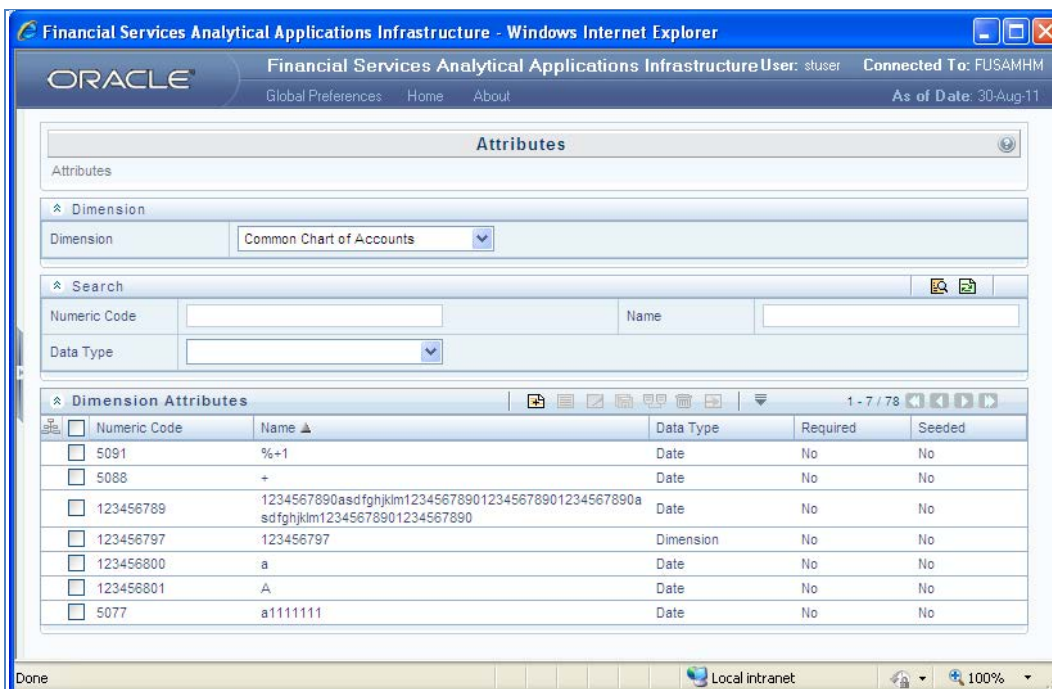 Financial Services Analytical Applications Infrastructure - Windows Internet Explorer
ORACLE
Financial Services Analytical Applications Infrastructure User: stuser Connected To: FUSAMHM
Global Preferences Home About As of Date: 30-Aug-11
Attributes
Attributes
Dimension
Dimension Common Chart of Accounts
Search
Numeric Code Name
Data Type
Dimension Attributes 1 - 7 / 78
Numeric Code Name Data Type Required Seeded
5091 %+1 Date No No
5088 + Date No No
123456789 1234567890asdfghjklm123456789012345678901234567890a Date No No
sdfghjklm12345678901234567890
123456797 123456797 Dimension No No
123456800 a Date No No
123456801 A Date No No
5077 a1111111 Date No No
Done Local intranet 100%